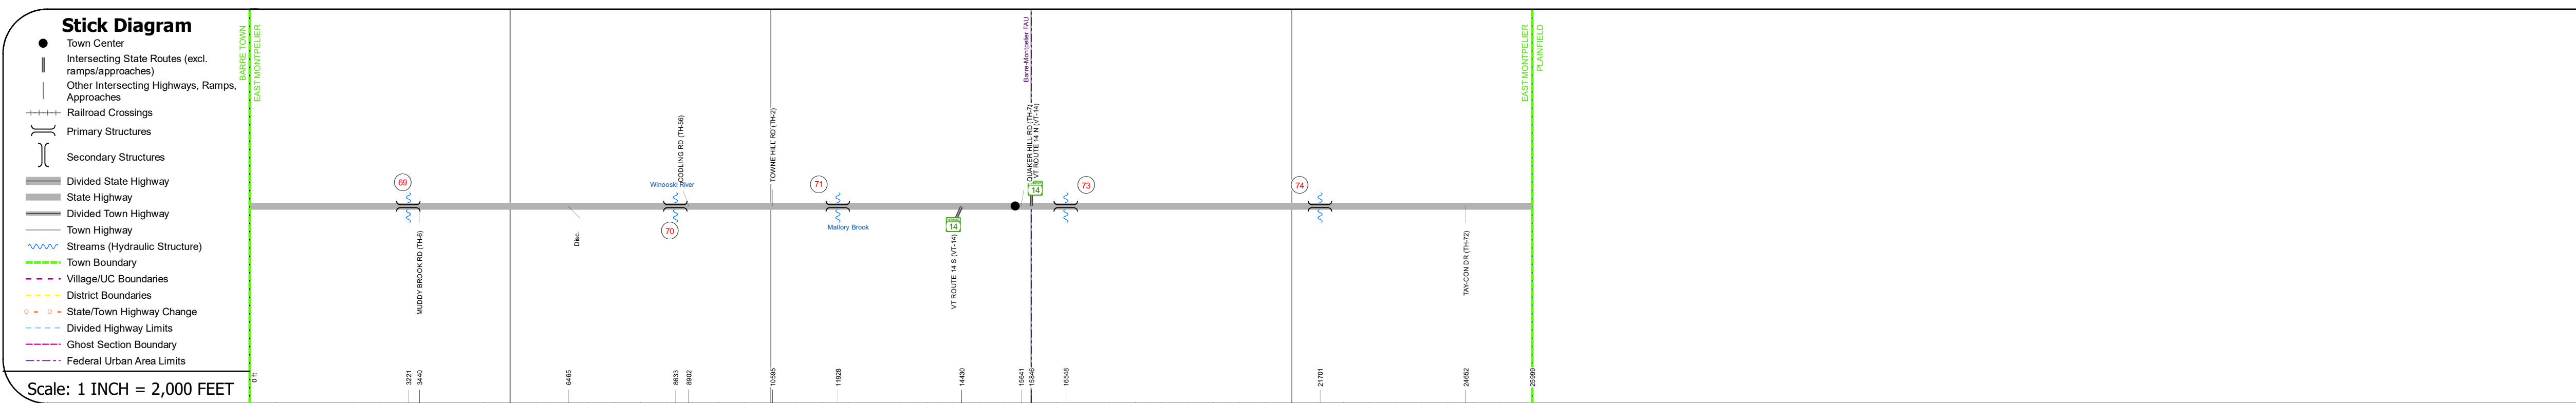 Stick Diagram
Town Center
Intersecting State Routes (excl.
ramps/approaches)
Other Intersecting Highways, Ramps,
Approaches
Railroad Crossings
Primary Structures
Secondary Structures
Divided State Highway
State Highway
Divided Town Highway
Town Highway
Streams (Hydraulic Structure)
Town Boundary
Village/UC Boundaries
District Boundaries
State/Town Highway Change
Divided Highway Limits
Ghost Section Boundary
Federal Urban Area Limits
Scale: 1 INCH = 2,000 FEET
BARRE TOWN
EAST MONTPELIER
69
MUDDY BROOK RD (TH-6)
Disc.
CODLING RD (TH-56)
Winooski River
70
TOWNE HILL RD (TH-2)
71
Mallory Brook
14
VT ROUTE 14 S (VT-14)
Barre-Montpelier FAU
QUAKER HILL RD (TH-7)
VT ROUTE 14 N (VT-14)
14
73
74
TAY-CON DR (TH-72)
EAST MONTPELIER
PLAINFIELD
0 ft
3221
3440
6465
8633
8902
10595
11928
14430
15641
15846
16548
21701
24652
25999